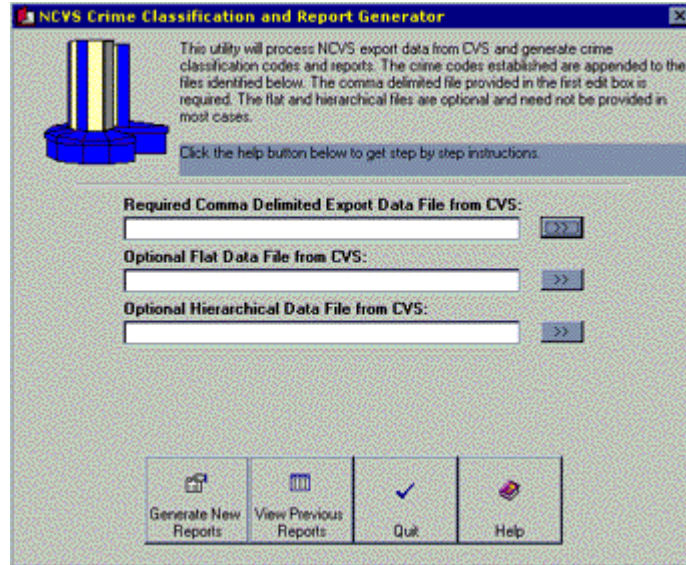 NCVS Crime Classification and Report Generator
This utility will process NCVS export data from CVS and generate crime
classification codes and reports. The crime codes established are appended to the
files identified below. The comma delimited file provided in the first edit box is
required. The flat and hierarchical files are optional and need not be provided in
most cases.
Click the help button below to get step by step instructions.
Required Comma Delimited Export Data File from CVS:
>>
Optional Flat Data File from CVS:
>>
Optional Hierarchical Data File from CVS:
>>
Generate New
Reports
View Previous
Reports
Quit
Help